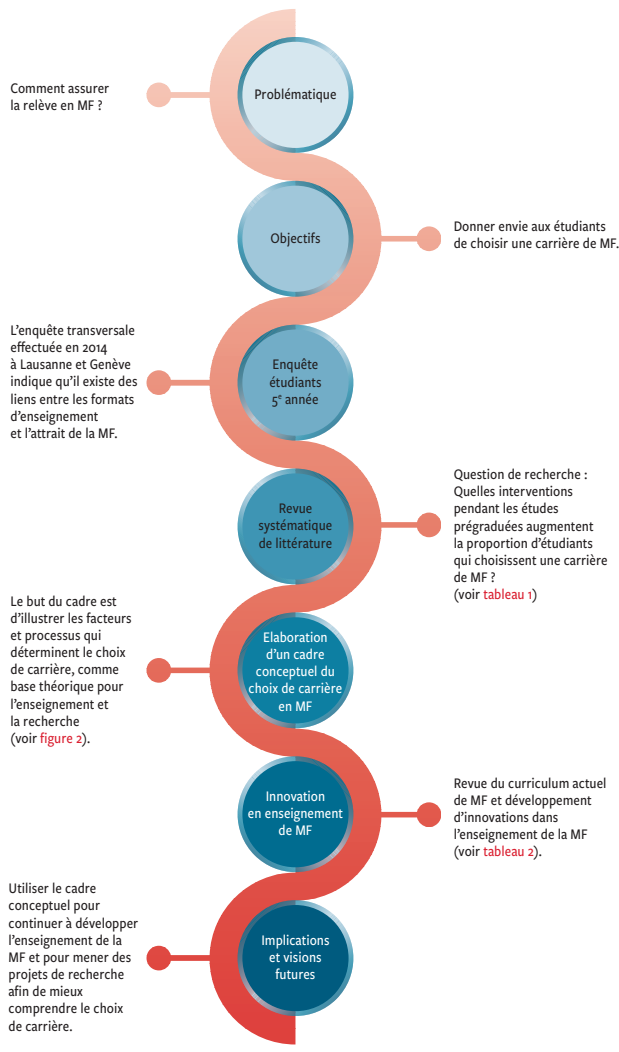 Comment assurer
la relève en MF ?
Problématique
Objectifs
Donner envie aux étudiants
de choisir une carrière de MF.
L’enquête transversale
effectuée en 2014
à Lausanne et Genève
indique qu’il existe des
liens entre les formats
d’enseignement
et l’attrait de la MF.
Enquête
étudiants
5e année
Revue
systématique
de littérature
Question de recherche :
Quelles interventions
pendant les études
prégraduées augmentent
la proportion d’étudiants
qui choisissent une carrière
de MF ?
(voir tableau 1)
Le but du cadre est
d’illustrer les facteurs
et processus qui
déterminent le choix
de carrière, comme
base théorique pour
l’enseignement et
la recherche
(voir figure 2).
Elaboration
d’un cadre
conceptuel du
choix de carrière
en MF
Innovation
en enseignement
de MF
Revue du curriculum actuel
de MF et développement
d’innovations dans
l’enseignement de la MF
(voir tableau 2).
Utiliser le cadre
conceptuel pour
continuer à développer
l’enseignement de la
MF et pour mener des
projets de recherche
afin de mieux
comprendre le choix
de carrière.
Implications
et visions
futures